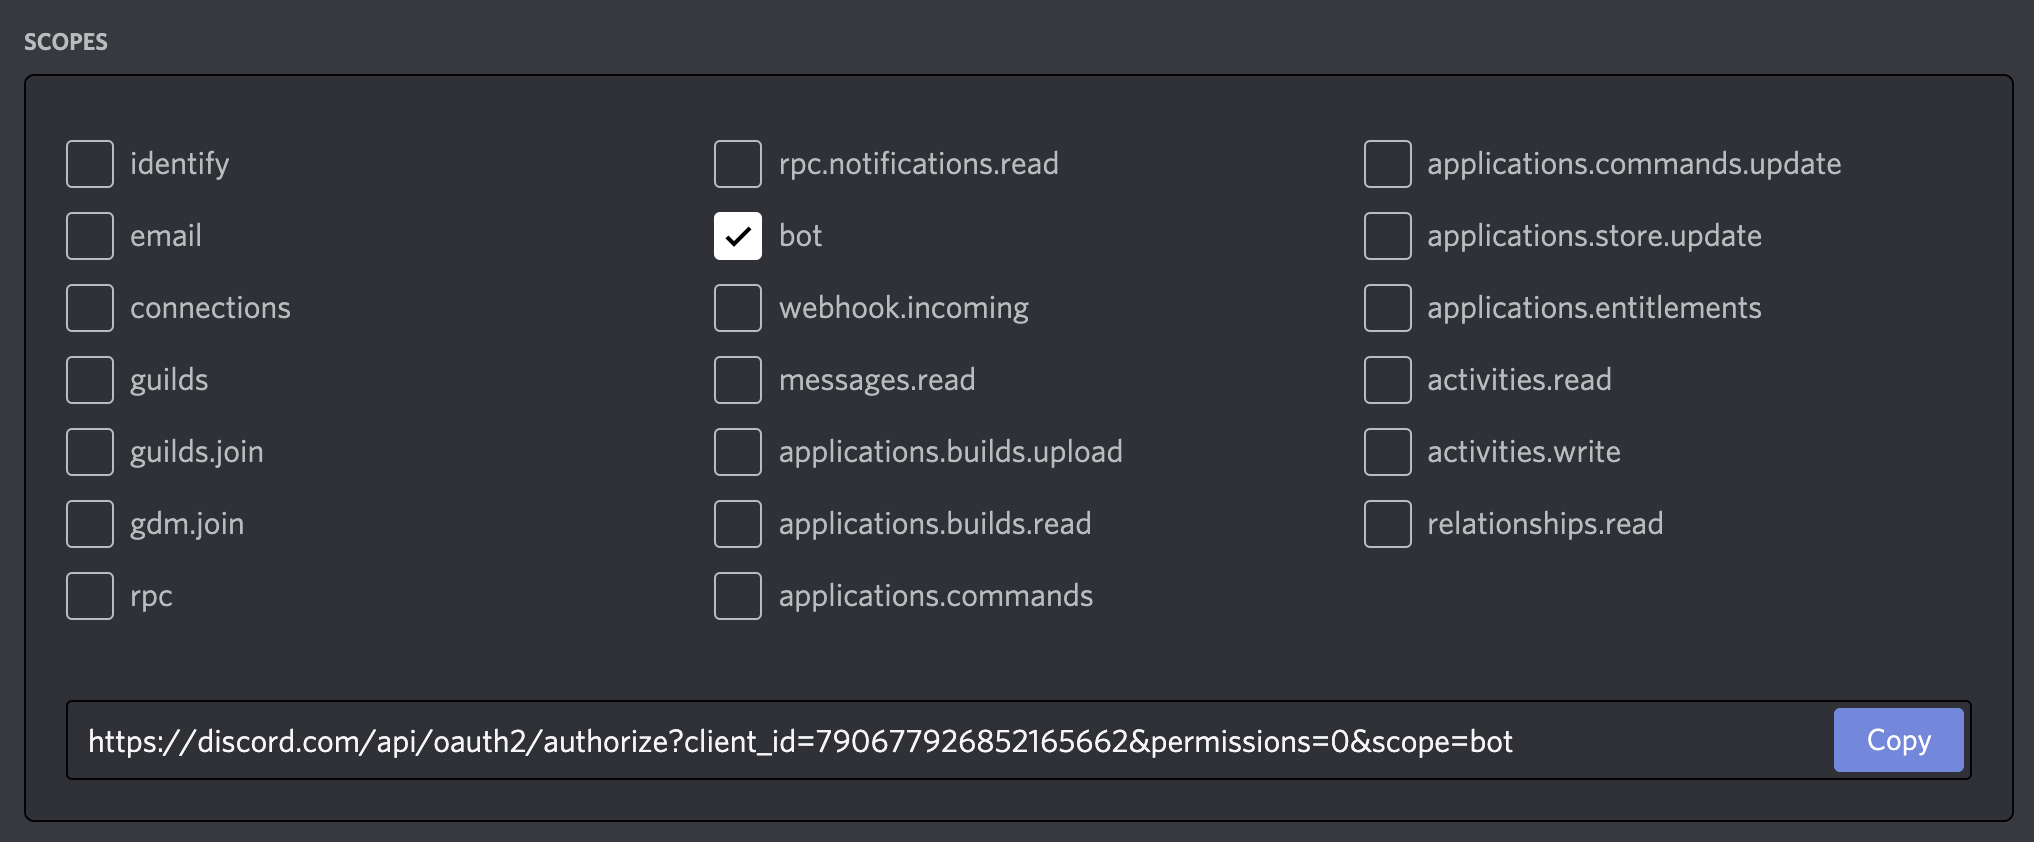 SCOPES
identify
email
connections
guilds
guilds.join
gdm.join
rpc
rpc.notifications.read
bot
webhook.incoming
messages.read
applications.builds.upload
applications.builds.read
applications.commands
applications.commands.update
applications.store.update
applications.entitlements
activities.read
activities.write
relationships.read
https://discord.com/api/oauth2/authorize?client_id=790677926852165662&permissions=0&scope=bot
Copy